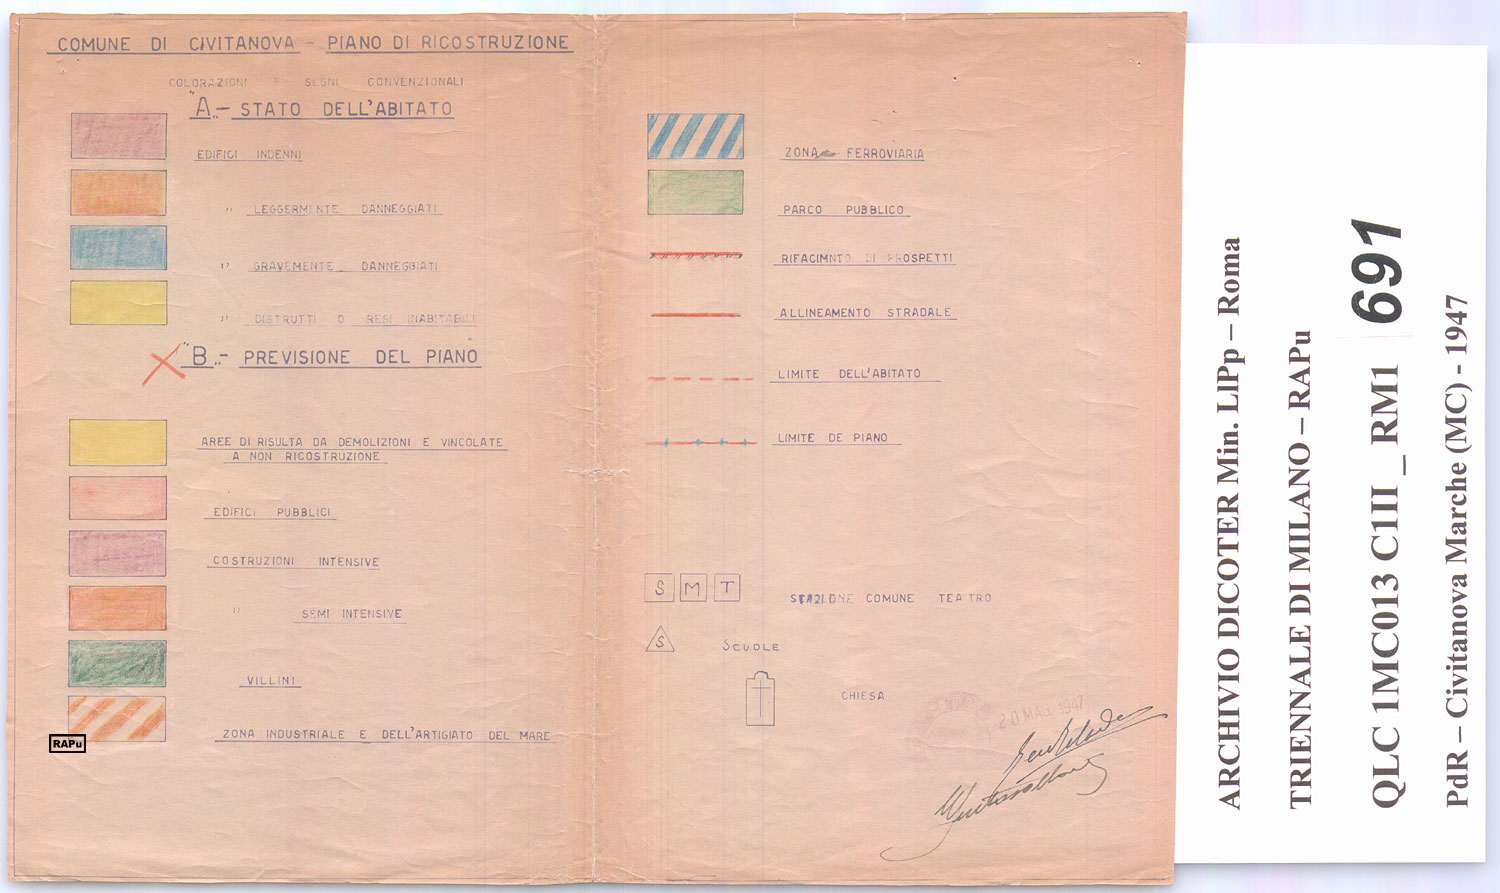 COMUNE DI CIVITANOVA - PIANO DI RICOSTRUZIONE
COLORAZIONI E SEGNI CONVENZIONALI
"A„- STATO DELL'ABITATO
EDIFICI INDENNI
" LEGGERMENTE DANNEGGIATI
" GRAVEMENTE DANNEGGIATI
" DISTRUTTI O RESI INABITABILI
"B„- PREVISIONE DEL PIANO
AREE DI RISULTA DA DEMOLIZIONI E VINCOLATE
A NON RICOSTRUZIONE
EDIFICI PUBBLICI
COSTRUZIONI INTENSIVE
" SEMI INTENSIVE
VILLINI
ZONA INDUSTRIALE E DELL'ARTIGIATO DEL MARE
RAPu
ZONA FERROVIARIA
PARCO PUBBLICO
RIFACIMNTO DI PROSPETTI
ALLINEAMENTO STRADALE
LIMITE DELL'ABITATO
LIMITE DE PIANO
S M T STAZIONE COMUNE TEATRO
S SCUOLE
CHIESA
20 MAG. 1947
ARCHIVIO DICOTER Min. LlPp – Roma
TRIENNALE DI MILANO – RAPu
QLC 1MC013 C1II_RM1 691
PdR – Civitanova Marche (MC) - 1947